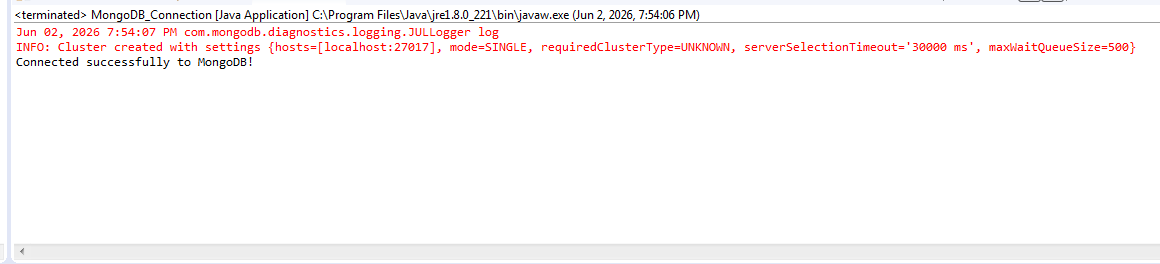 <terminated> MongoDB_Connection [Java Application] C:\Program Files\Java\jre1.8.0_221\bin\javaw.exe (Jun 2, 2026, 7:54:06 PM)
Jun 02, 2026 7:54:07 PM com.mongodb.diagnostics.logging.JULLogger log
INFO: Cluster created with settings {hosts=[localhost:27017], mode=SINGLE, requiredClusterType=UNKNOWN, serverSelectionTimeout='30000 ms', maxWaitQueueSize=500}
Connected successfully to MongoDB!